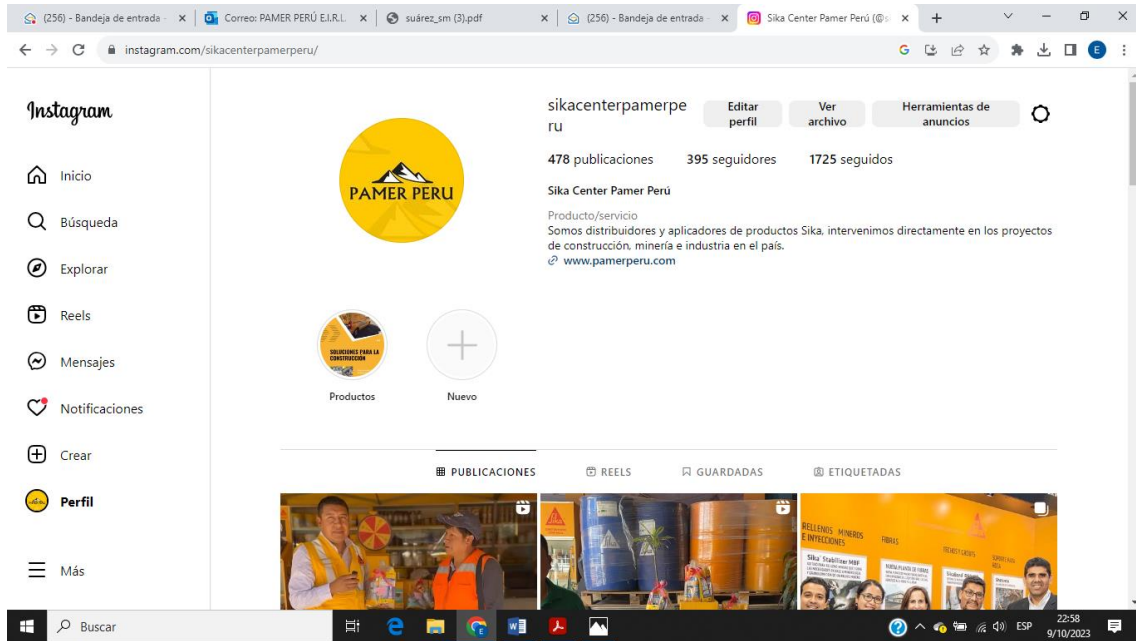 (256) - Bandeja de entrada -
Correo: PAMER PERÚ E.I.R.L.
suárez_sm (3).pdf
(256) - Bandeja de entrada -
Sika Center Pamer Perú (@s
instagram.com/sikacenterpamerperu/
E
Instagram
Inicio
Búsqueda
Explorar
Reels
Mensajes
Notificaciones
Crear
Perfil
Más
PAMER PERU
sikacenterpamerpe
ru
Editar
perfil
Ver
archivo
Herramientas de
anuncios
478 publicaciones 395 seguidores 1725 seguidos
Sika Center Pamer Perú
Producto/servicio
Somos distribuidores y aplicadores de productos Sika, intervenimos directamente en los proyectos
de construcción, minería e industria en el país.
www.pamerperu.com
SOLUCIONES PARA LA
CONSTRUCCIÓN
Productos
Nuevo
PUBLICACIONES REELS GUARDADAS ETIQUETADAS
RELLENOS MINEROS
E INYECCIONES
FIBRAS
Sika Stabilizer MBF
Buscar
ESP
22:58
9/10/2023